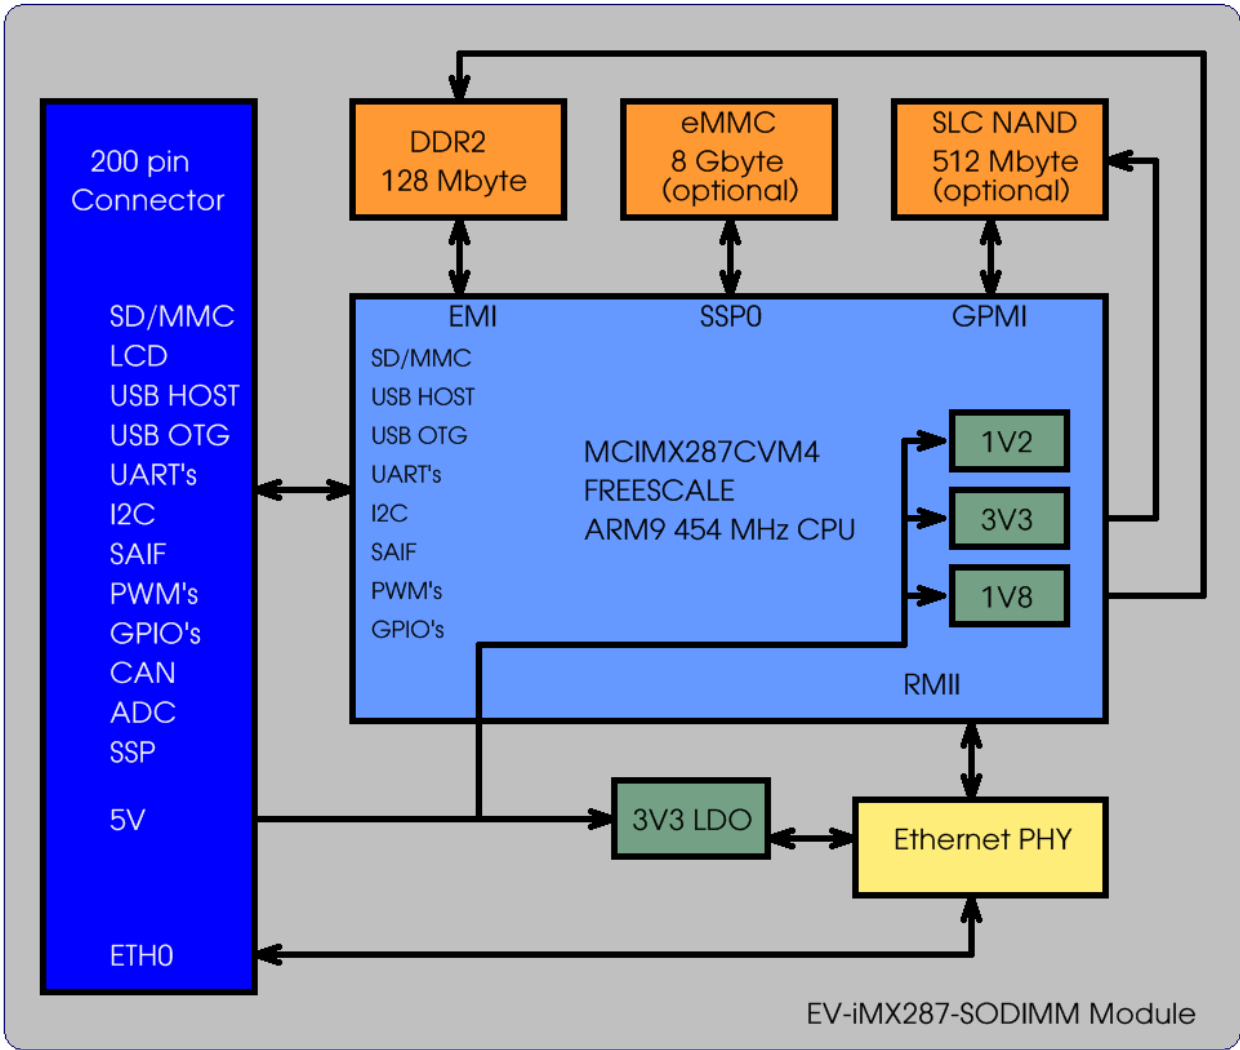 200 pin
Connector
SD/MMC
LCD
USB HOST
USB OTG
UART's
I2C
SAIF
PWM's
GPIO's
CAN
ADC
SSP
5V
ETH0
DDR2
128 Mbyte
eMMC
8 Gbyte
(optional)
SLC NAND
512 Mbyte
(optional)
EMI
SSP0
GPMI
SD/MMC
USB HOST
USB OTG
UART's
I2C
SAIF
PWM's
GPIO's
MCIMX287CVM4
FREESCALE
ARM9 454 MHz CPU
1V2
3V3
1V8
RMII
3V3 LDO
Ethernet PHY
EV-iMX287-SODIMM Module